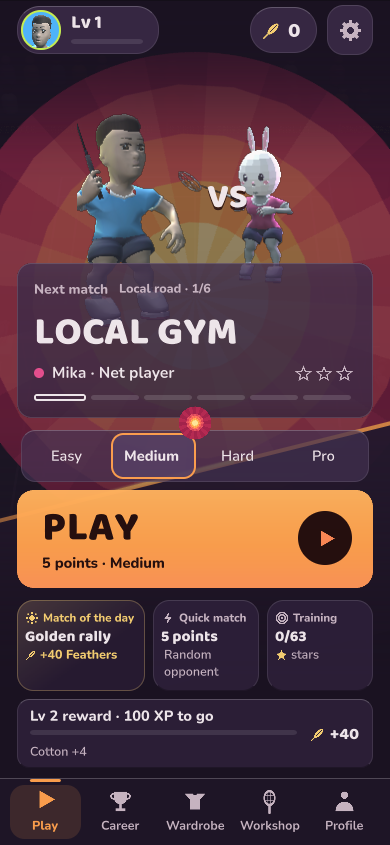 Lv 1
0
VS
Next match Local road · 1/6
LOCAL GYM
Mika · Net player
Easy Medium Hard Pro
PLAY
5 points · Medium
Match of the day
Golden rally
+40 Feathers
Quick match
5 points
Random
opponent
Training
0/63
stars
Lv 2 reward · 100 XP to go
+40
Cotton +4
Play Career Wardrobe Workshop Profile